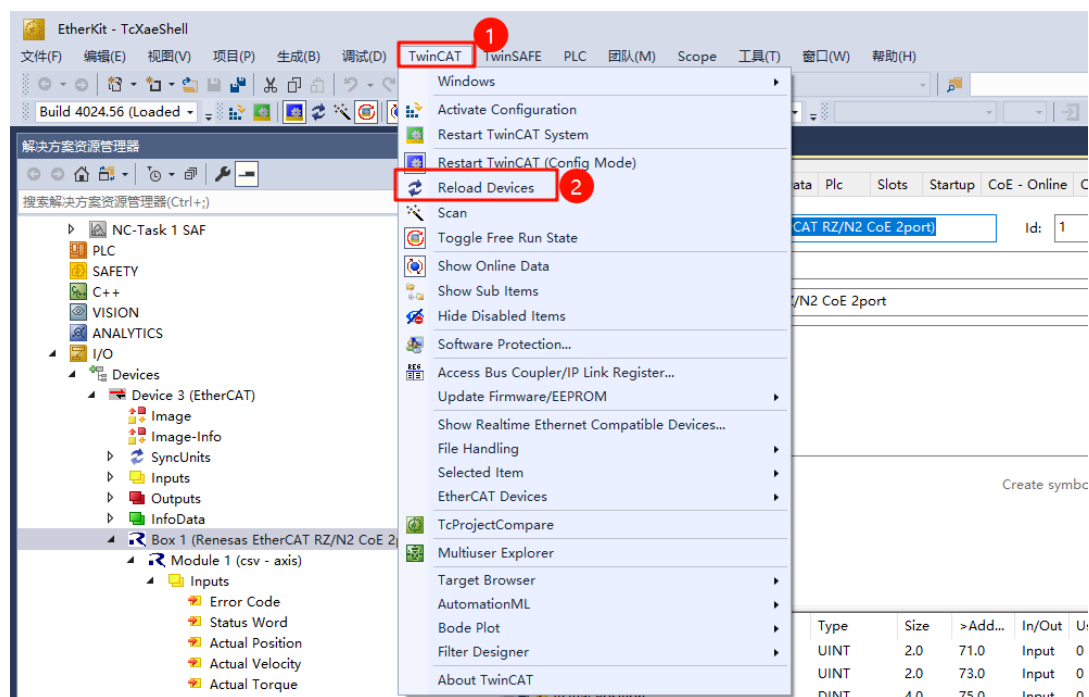 EtherKit - TcXaeShell
1
文件(F) 编辑(E) 视图(V) 项目(P) 生成(B) 调试(D) TwinCAT TwinSAFE PLC 团队(M) Scope 工具(T) 窗口(W) 帮助(H)
Build 4024.56 (Loaded
Windows
Activate Configuration
Restart TwinCAT System
Restart TwinCAT (Config Mode)
Reload Devices
2
Scan
Toggle Free Run State
Show Online Data
Show Sub Items
Hide Disabled Items
Software Protection...
Access Bus Coupler/IP Link Register...
Update Firmware/EEPROM
Show Realtime Ethernet Compatible Devices...
File Handling
Selected Item
EtherCAT Devices
TcProjectCompare
Multiuser Explorer
Target Browser
AutomationML
Bode Plot
Filter Designer
About TwinCAT
解决方案资源管理器
搜索解决方案资源管理器(Ctrl+;)
NC-Task 1 SAF
PLC
SAFETY
C++
VISION
ANALYTICS
I/O
Devices
Device 3 (EtherCAT)
Image
Image-Info
SyncUnits
Inputs
Outputs
InfoData
Box 1 (Renesas EtherCAT RZ/N2 CoE 2p
Module 1 (csv - axis)
Inputs
Error Code
Status Word
Actual Position
Actual Velocity
Actual Torque
ata Plc Slots Startup CoE - Online
CAT RZ/N2 CoE 2port) Id: 1
/N2 CoE 2port
Create symbo
Type Size >Add... In/Out Us
UINT 2.0 71.0 Input 0
UINT 2.0 73.0 Input 0
DINT 4.0 75.0 Input 0